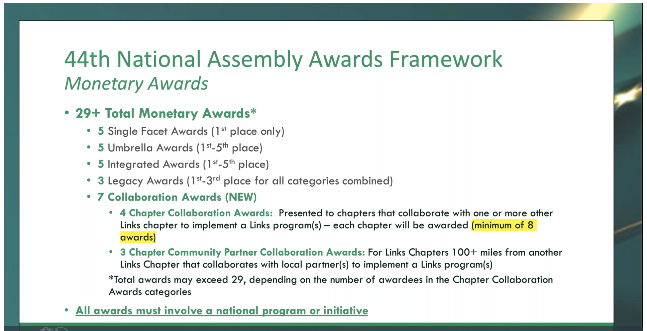 44th National Assembly Awards Framework
Monetary Awards
• 29+ Total Monetary Awards*
• 5 Single Facet Awards (1st place only)
• 5 Umbrella Awards (1st-5th place)
• 5 Integrated Awards (1st-5th place)
• 3 Legacy Awards (1st-3rd place for all categories combined)
• 7 Collaboration Awards (NEW)
• 4 Chapter Collaboration Awards: Presented to chapters that collaborate with one or more other
Links chapter to implement a Links program(s) – each chapter will be awarded (minimum of 8
awards)
• 3 Chapter Community Partner Collaboration Awards: For Links Chapters 100+ miles from another
Links Chapter that collaborates with local partner(s) to implement a Links program(s)
*Total awards may exceed 29, depending on the number of awardees in the Chapter Collaboration
Awards categories
• All awards must involve a national program or initiative